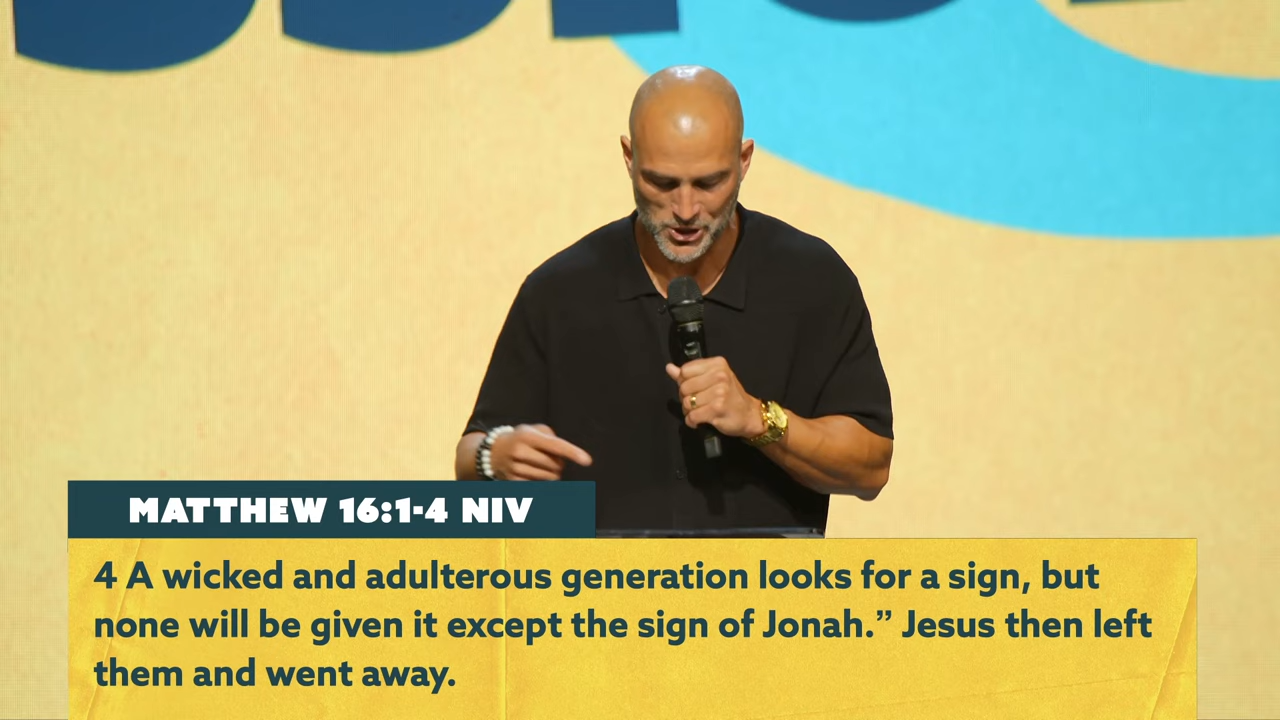 MATTHEW 16:1-4 NIV
4 A wicked and adulterous generation looks for a sign, but
none will be given it except the sign of Jonah.” Jesus then left
them and went away.